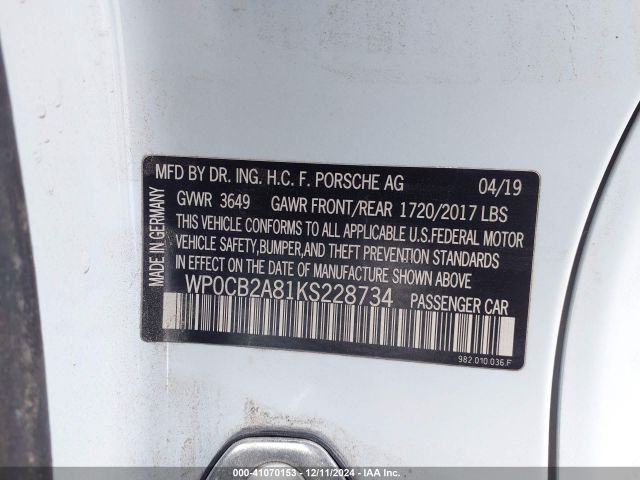 MFD BY DR. ING. H.C. F. PORSCHE AG 04/19
GVWR 3649 GAWR FRONT/REAR 1720/2017 LBS
THIS VEHICLE CONFORMS TO ALL APPLICABLE U.S.FEDERAL MOTOR
VEHICLE SAFETY,BUMPER,AND THEFT PREVENTION STANDARDS
IN EFFECT ON THE DATE OF MANUFACTURE SHOWN ABOVE
WP0CB2A81KS228734 PASSENGER CAR
MADE IN GERMANY
982.010.036.F
000-41070153 - 12/11/2024 - IAA Inc.